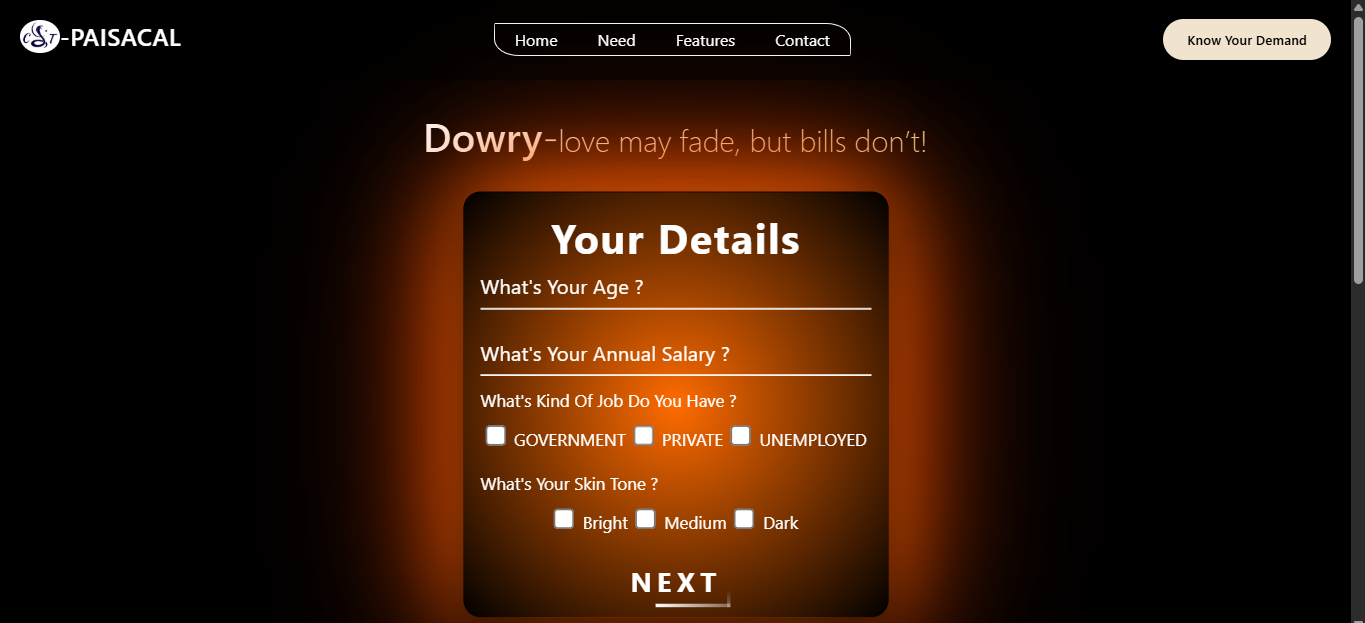 CST-PAISACAL
Home Need Features Contact
Know Your Demand
Dowry-love may fade, but bills don’t!
Your Details
What's Your Age ?
What's Your Annual Salary ?
What's Kind Of Job Do You Have ?
GOVERNMENT PRIVATE UNEMPLOYED
What's Your Skin Tone ?
Bright Medium Dark
NEXT